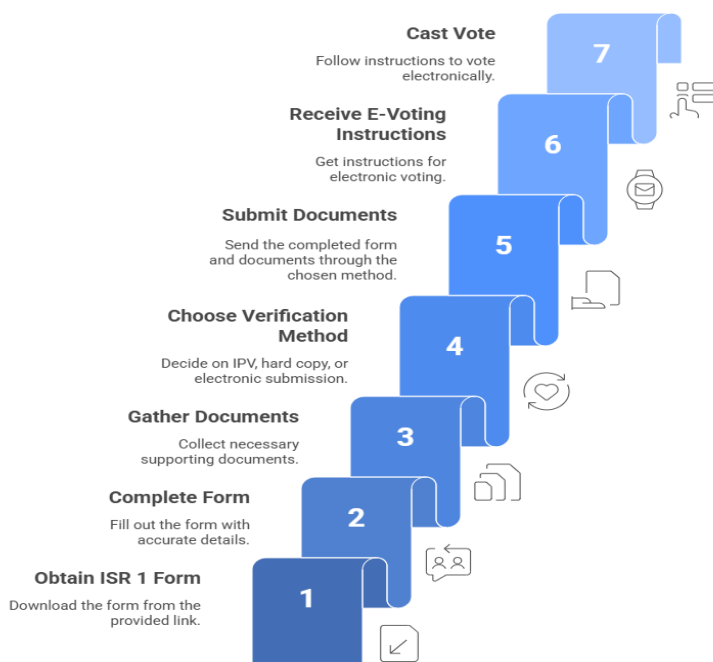 Cast Vote
7
Follow instructions to vote
electronically.
Receive E-Voting
Instructions
6
Get instructions for
electronic voting.
Submit Documents
5
Send the completed form
and documents through the
chosen method.
Choose Verification
Method
4
Decide on IPV, hard copy, or
electronic submission.
Gather Documents
3
Collect necessary
supporting documents.
Complete Form
2
Fill out the form with
accurate details.
Obtain ISR 1 Form
1
Download the form from the
provided link.